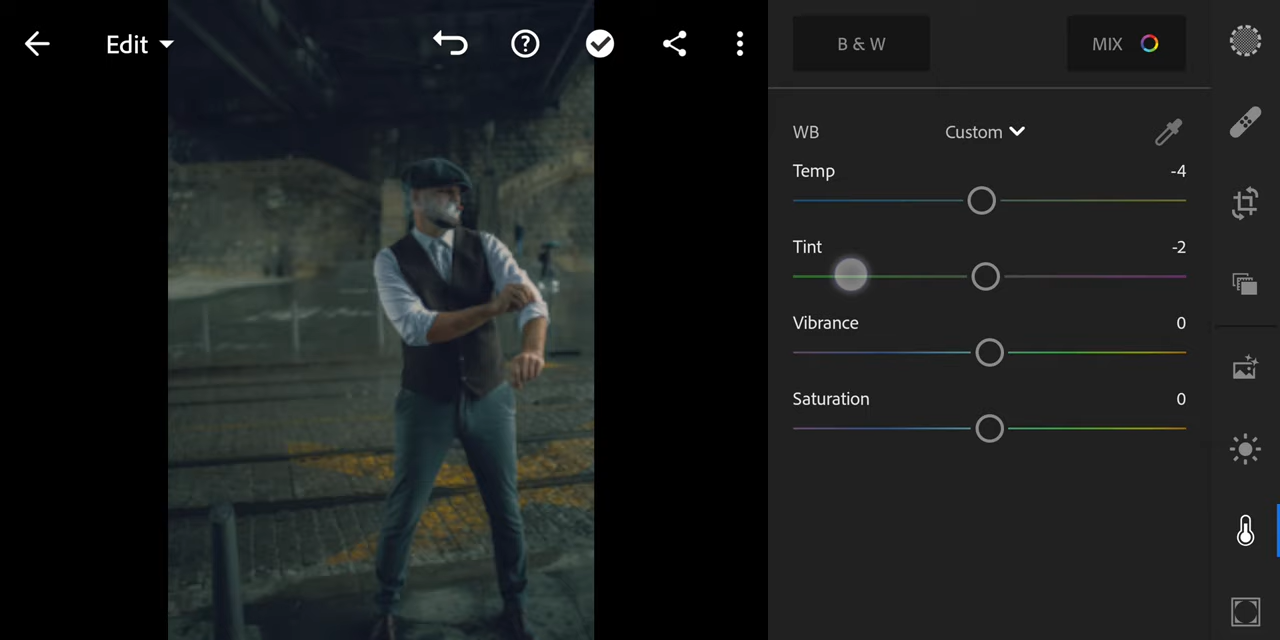 Edit
B & W
MIX
WB
Custom
Temp
-4
Tint
-2
Vibrance
0
Saturation
0